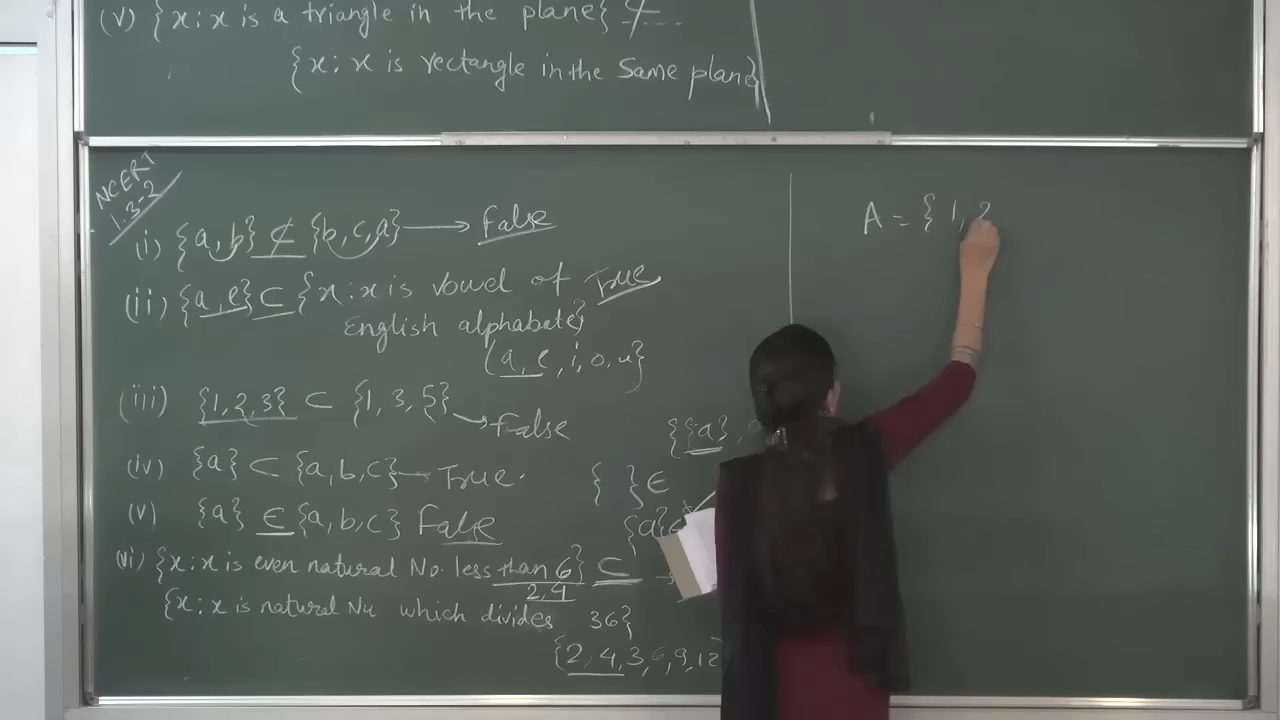 (v) {x : x is a triangle in the plane} ⊄ ....
{x : x is rectangle in the Same plane}
NCERT
1.3-2
(i) {a, b} ⊄ {b, c, a} → false
(ii) {a, e} ⊂ {x : x is vowel of True
English alphabate}
(a, e, i, o, u}
(iii) {1, 2, 3} ⊂ {1, 3, 5}
→ False
(iv) {a} ⊂ {a, b, c} — True.
(v) {a} ∈ {a, b, c} False
(vi) {x : x is even natural No. less than 6} ⊂ →
2, 4
{x : x is natural Nu which divides 36}
{2, 4, 3, 6, 9, 12
{{a},
{ } ∈
{a} ∈
A = { 1, 2